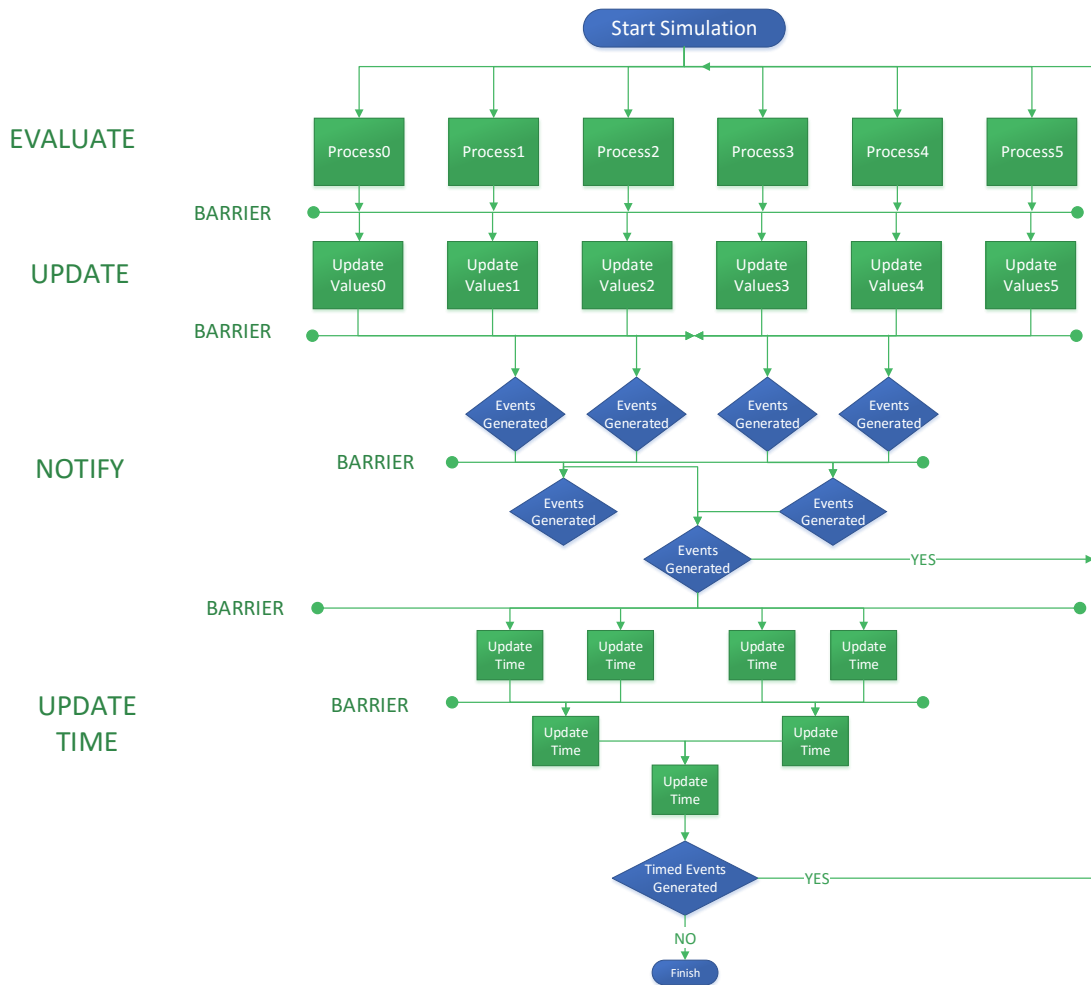 Start Simulation
EVALUATE
Process0
Process1
Process2
Process3
Process4
Process5
BARRIER
UPDATE
Update
Values0
Update
Values1
Update
Values2
Update
Values3
Update
Values4
Update
Values5
BARRIER
Events
Generated
Events
Generated
Events
Generated
Events
Generated
NOTIFY
BARRIER
Events
Generated
Events
Generated
Events
Generated
YES
BARRIER
Update
Time
Update
Time
Update
Time
Update
Time
UPDATE
TIME
BARRIER
Update
Time
Update
Time
Update
Time
Timed Events
Generated
YES
NO
Finish